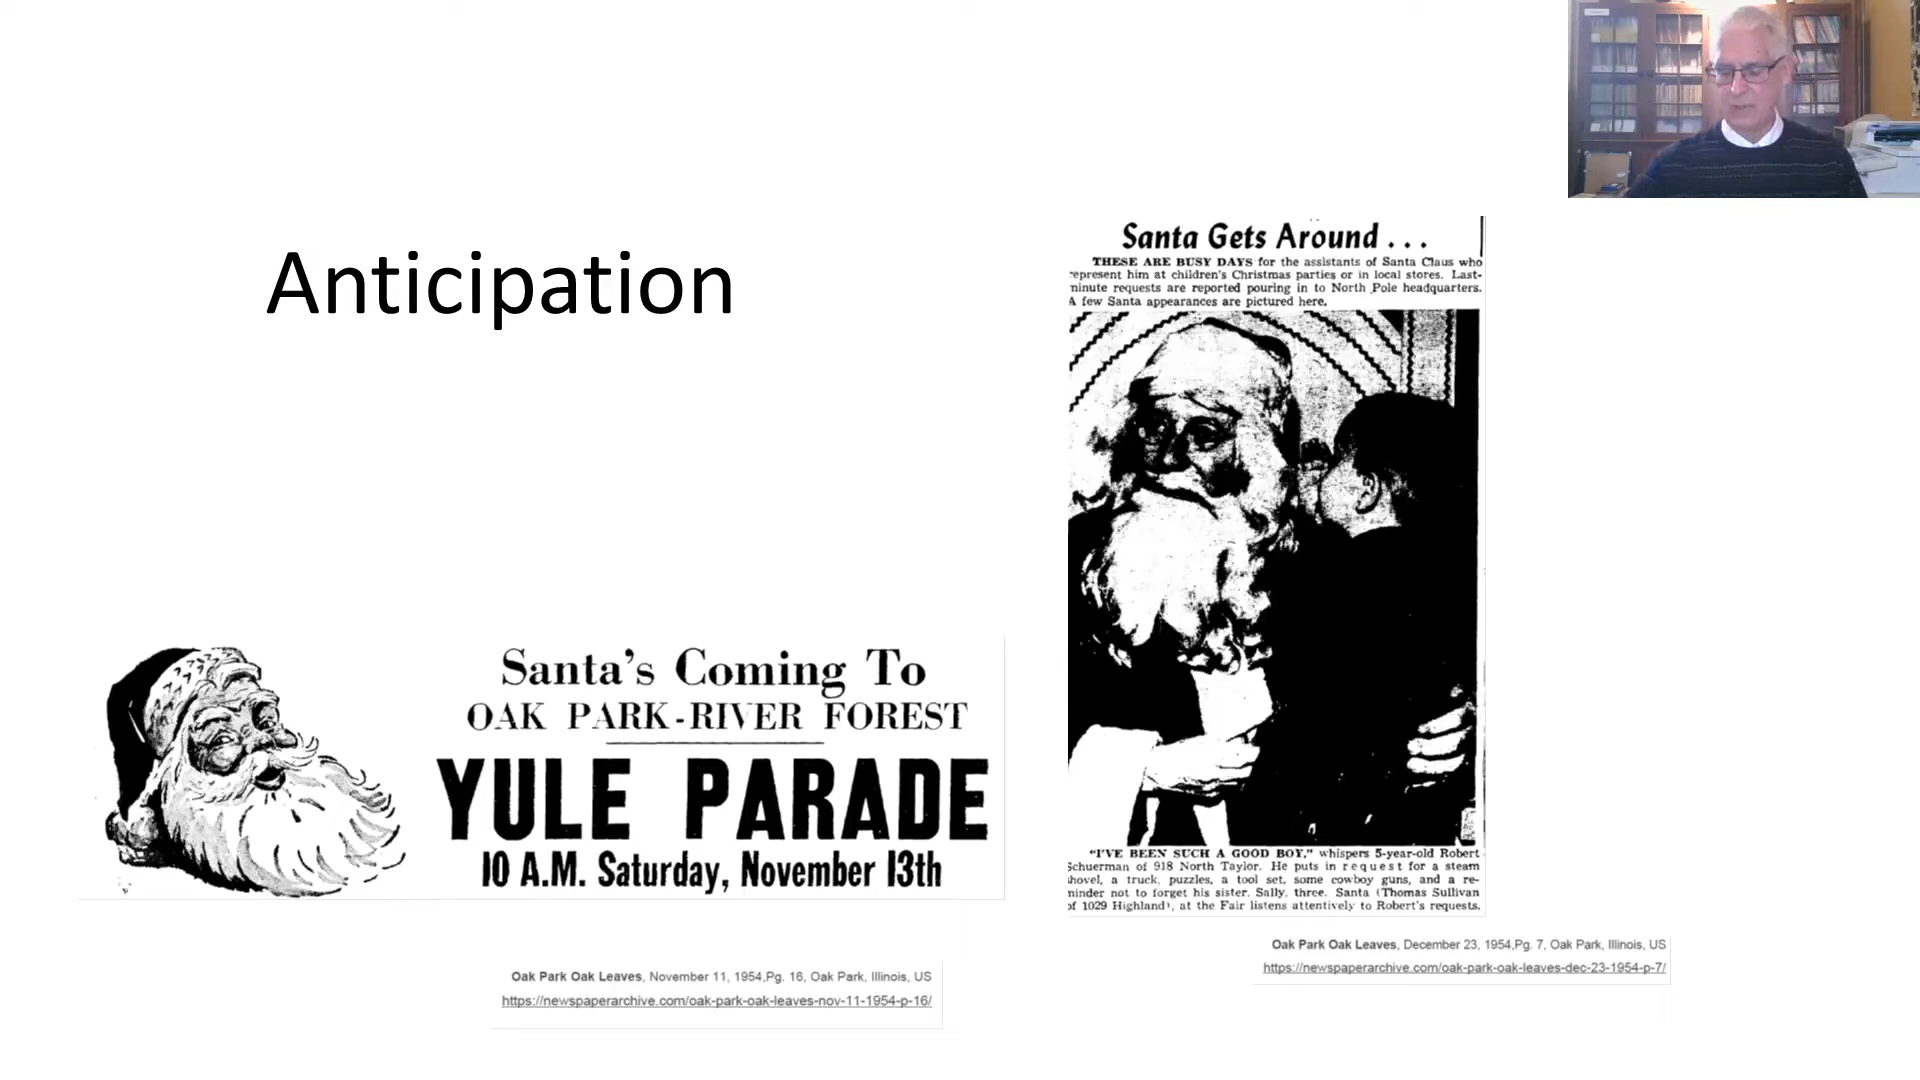 Anticipation
Santa's Coming To
OAK PARK-RIVER FOREST
YULE PARADE
10 A.M. Saturday, November 13th
Oak Park Oak Leaves, November 11, 1954,Pg. 16, Oak Park, Illinois, US
https://newspaperarchive.com/oak-park-oak-leaves-nov-11-1954-p-16/
Santa Gets Around . . .
THESE ARE BUSY DAYS for the assistants of Santa Claus who
represent him at children's Christmas parties or in local stores. Last-
minute requests are reported pouring in to North Pole headquarters.
A few Santa appearances are pictured here.
"I'VE BEEN SUCH A GOOD BOY," whispers 5-year-old Robert
Schuerman of 918 North Taylor. He puts in request for a steam
shovel, a truck, puzzles, a tool set, some cowboy guns, and a re-
minder not to forget his sister, Sally, three. Santa (Thomas Sullivan
of 1029 Highland), at the Fair listens attentively to Robert's requests.
Oak Park Oak Leaves, December 23, 1954,Pg. 7, Oak Park, Illinois, US
https://newspaperarchive.com/oak-park-oak-leaves-dec-23-1954-p-7/